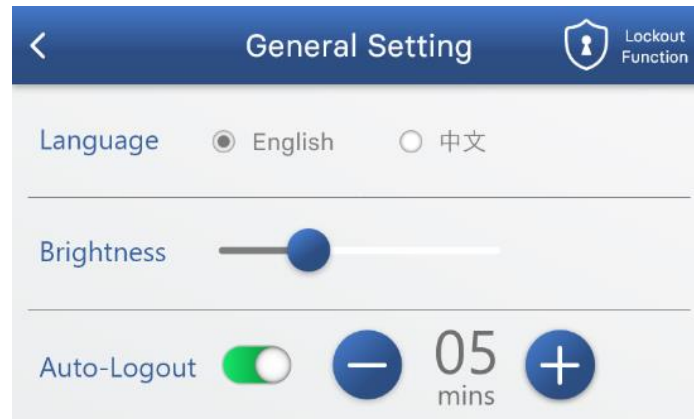 General Setting
Lockout
Function
Language English 中文
Brightness
Auto-Logout 05
mins